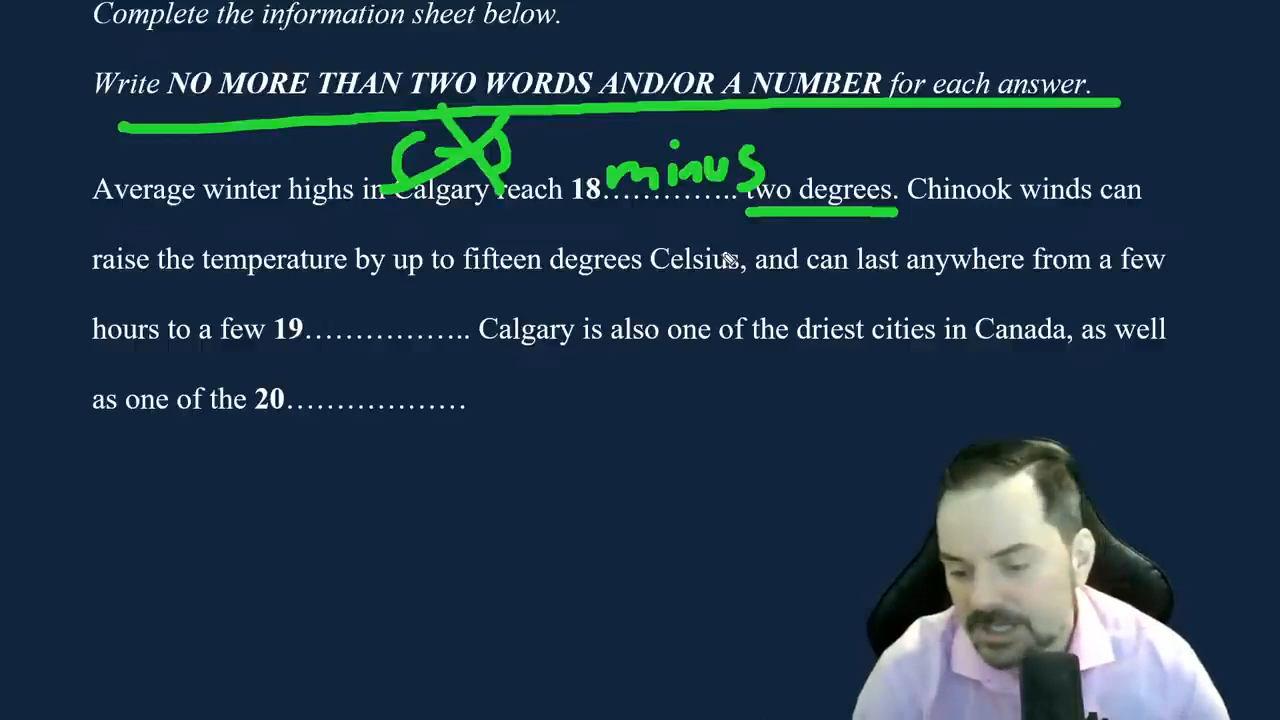 Complete the information sheet below.
Write NO MORE THAN TWO WORDS AND/OR A NUMBER for each answer.
minus
Average winter highs in Calgary reach 18………….. two degrees. Chinook winds can
raise the temperature by up to fifteen degrees Celsius, and can last anywhere from a few
hours to a few 19…………….. Calgary is also one of the driest cities in Canada, as well
as one of the 20………………